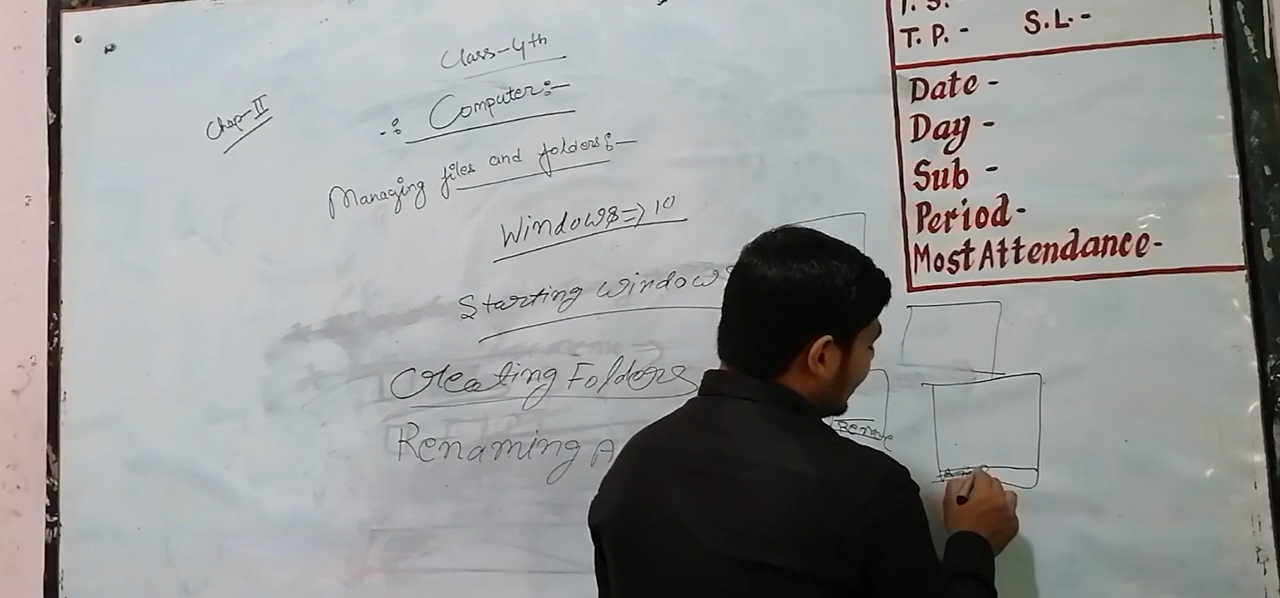 T. P. - S.L. -
Date -
Day -
Sub -
Period -
Most Attendance -
Class - 4th
Chap - II
-: Computer :-
Managing files and folders :-
Windows => 10
Starting Windows
Creating Folders
Renaming A